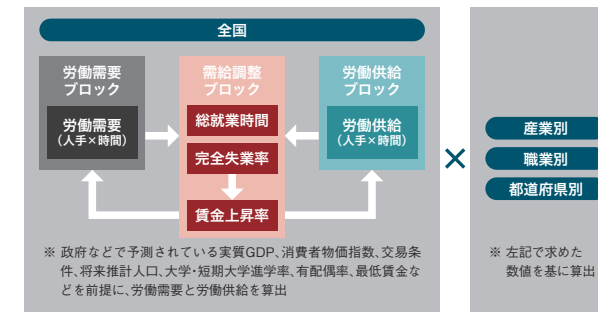 全国
労働需要
ブロック
労働需要
（人手×時間）
需給調整
ブロック
総就業時間
完全失業率
賃金上昇率
労働供給
ブロック
労働供給
（人手×時間）
※ 政府などで予測されている実質GDP、消費者物価指数、交易条
件、将来推計人口、大学・短期大学進学率、有配偶率、最低賃金な
どを前提に、労働需要と労働供給を算出
×
産業別
職業別
都道府県別
※ 左記で求めた
数値を基に算出